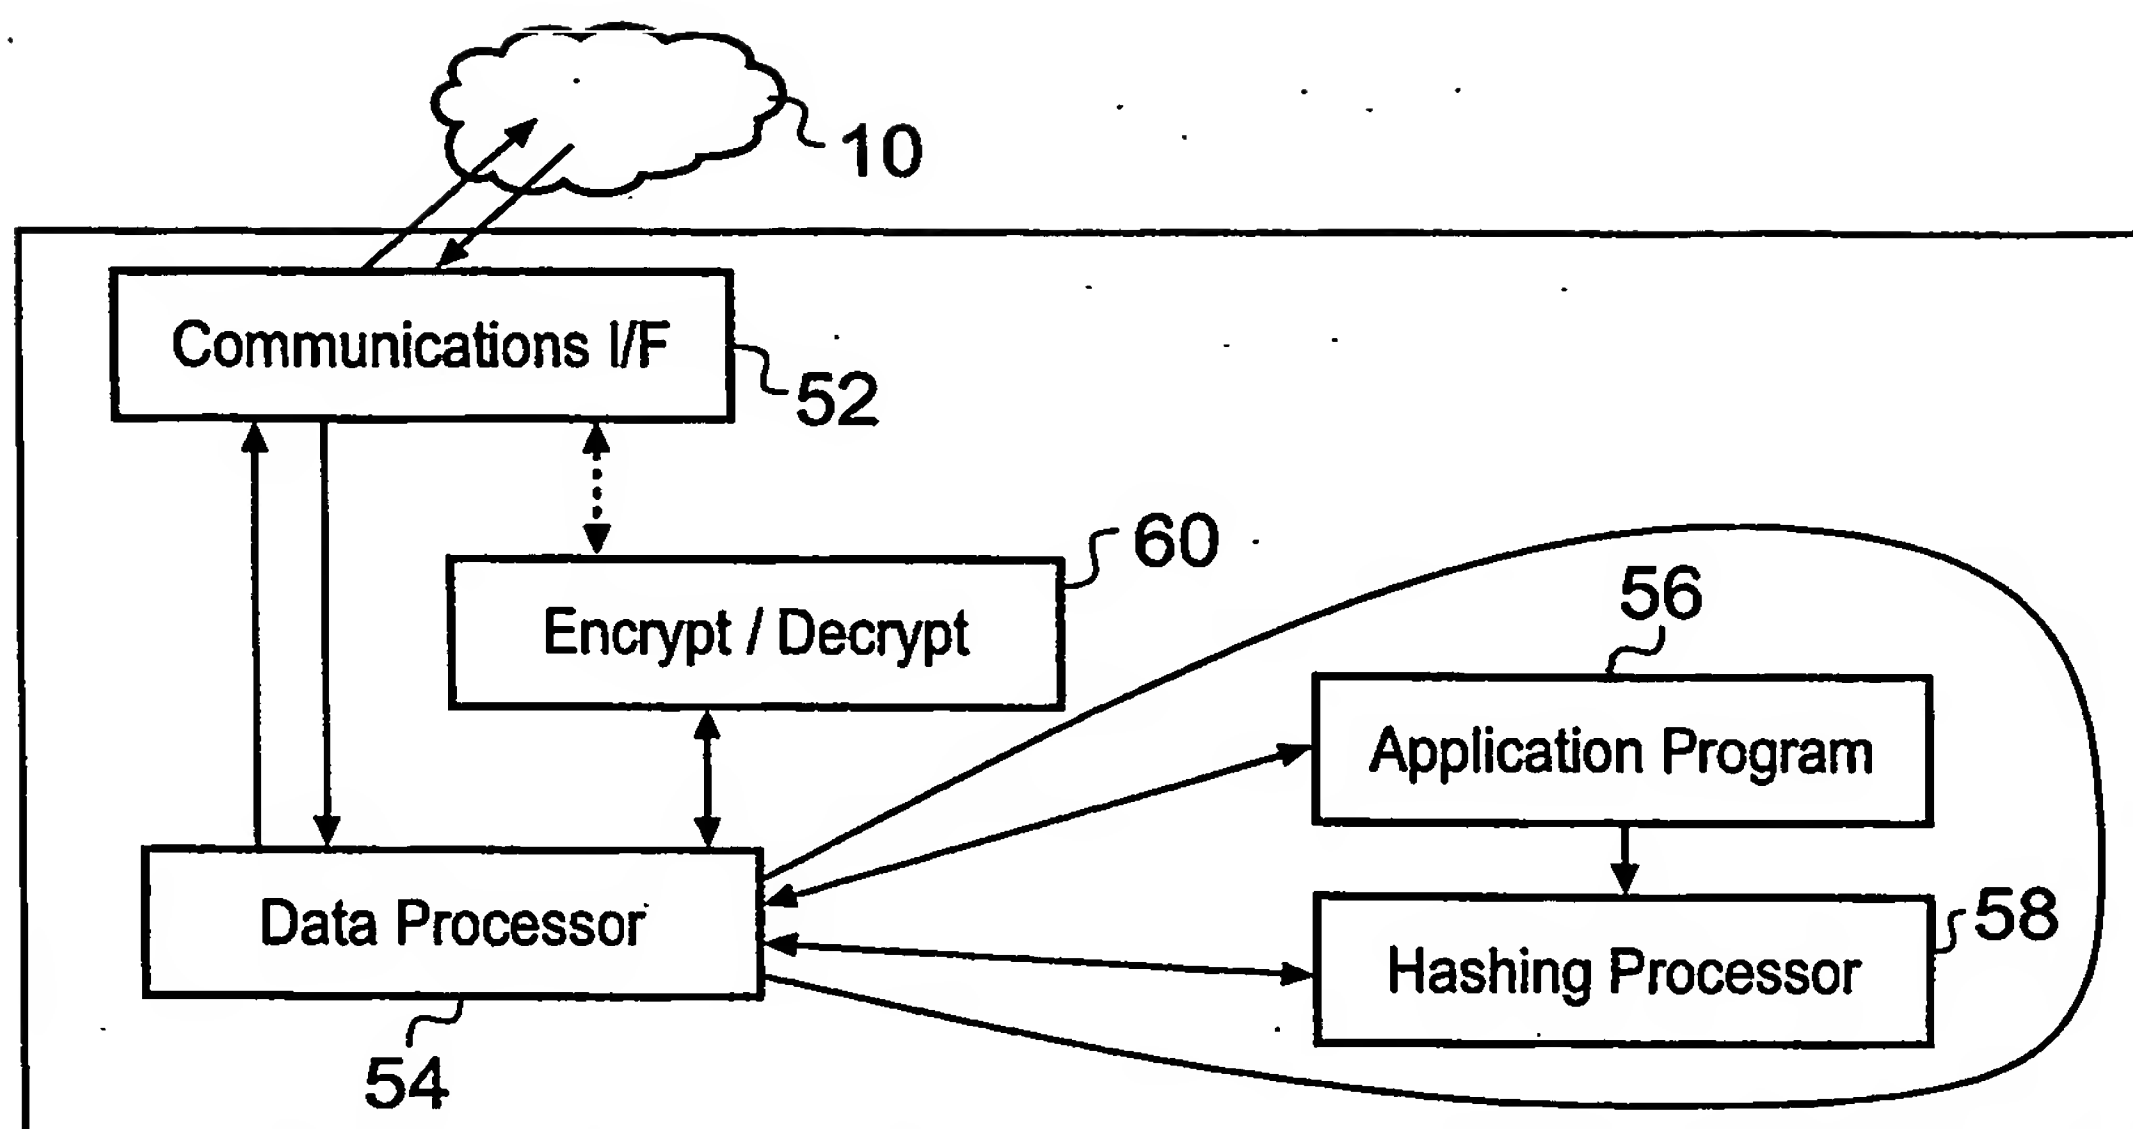 10
Communications I/F
52
60
Encrypt / Decrypt
56
Application Program
Data Processor
58
Hashing Processor
54